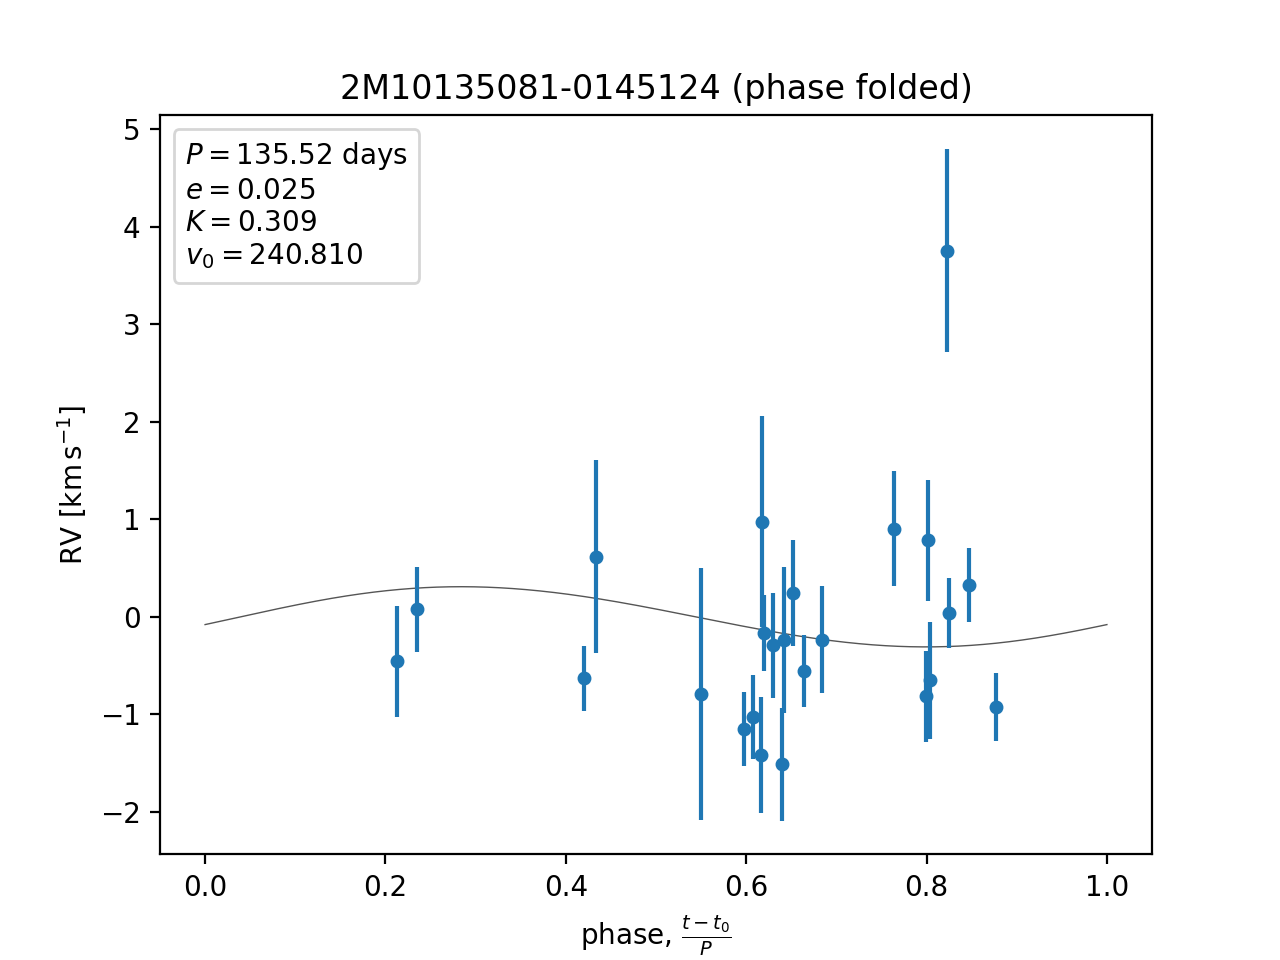 2M10135081-0145124 (phase folded)
P = 135.52 days
e = 0.025
K = 0.309
v₀ = 240.810
5
4
3
2
1
0
−1
−2
RV [km s⁻¹]
0.0 0.2 0.4 0.6 0.8 1.0
phase, (t − t₀)/P